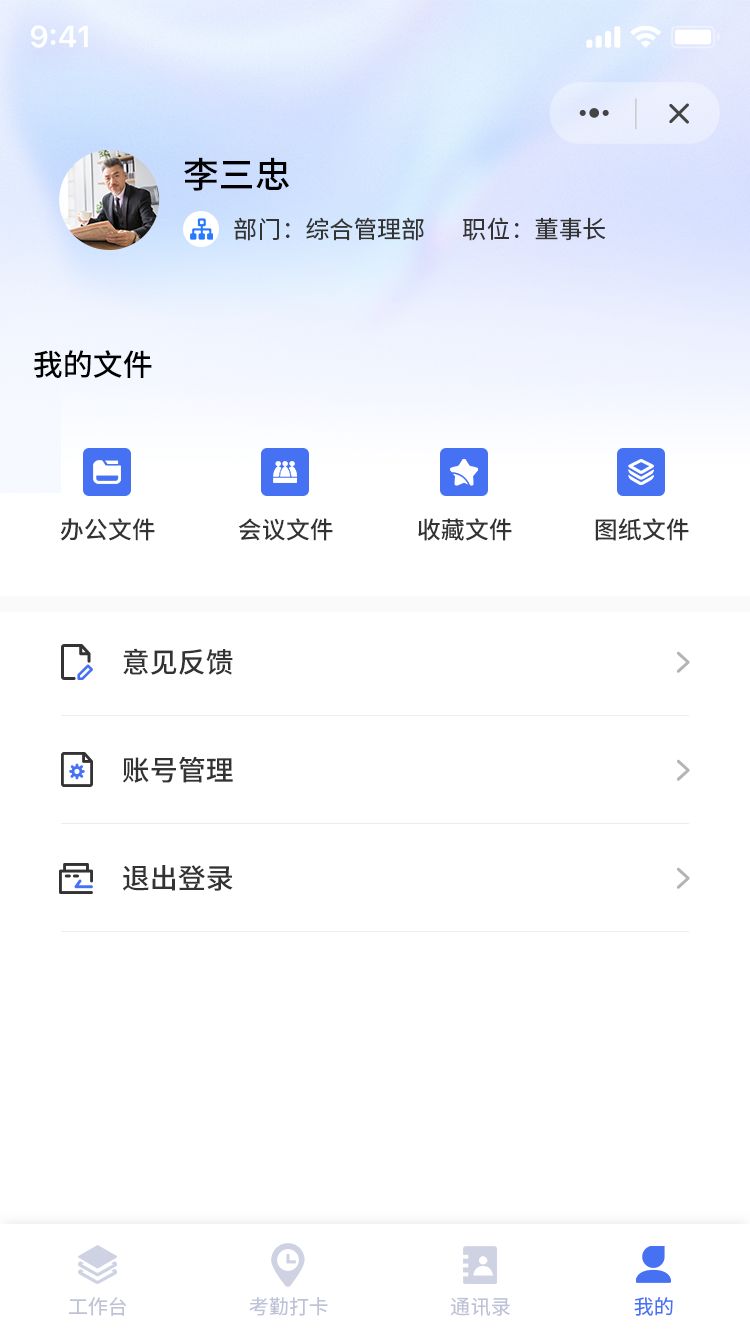 9:41
李三忠
部门：综合管理部 职位：董事长
我的文件
办公文件 会议文件 收藏文件 图纸文件
意见反馈
账号管理
退出登录
工作台 考勤打卡 通讯录 我的